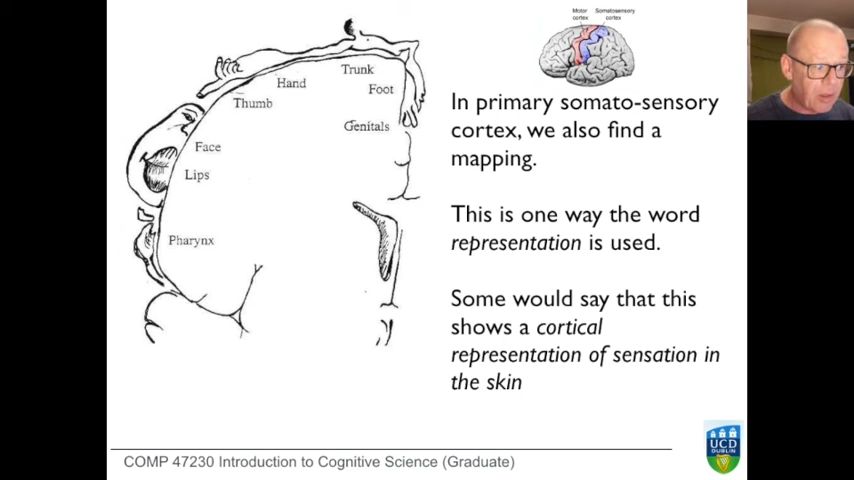 Motor cortex
Somatosensory cortex
Trunk
Hand
Foot
Thumb
Genitals
Face
Lips
Pharynx
In primary somato-sensory
cortex, we also find a
mapping.
This is one way the word
representation is used.
Some would say that this
shows a cortical
representation of sensation in
the skin
COMP 47230 Introduction to Cognitive Science (Graduate)
UCD
DUBLIN